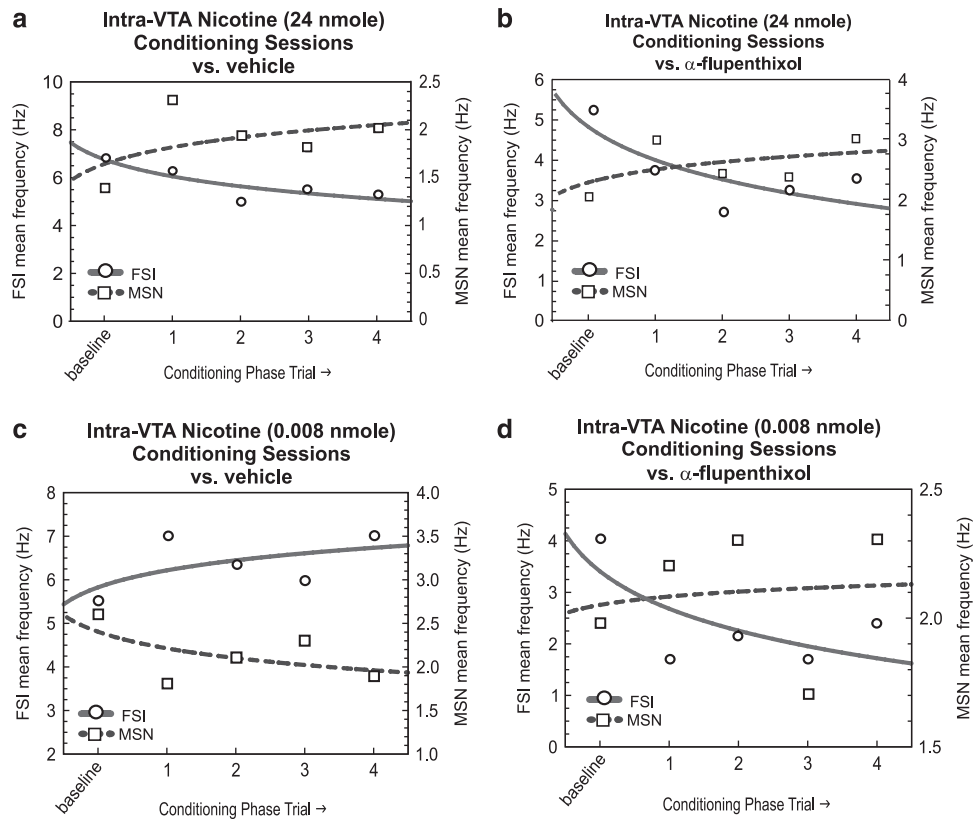 a
Intra-VTA Nicotine (24 nmole)
Conditioning Sessions
vs. vehicle
FSI mean frequency (Hz)
10
8
6
4
2
0
2.5
2
1.5
1
0.5
0
MSN mean frequency (Hz)
FSI
MSN
baseline
1 2 3 4
Conditioning Phase Trial →
b
Intra-VTA Nicotine (24 nmole)
Conditioning Sessions
vs. α-flupenthixol
FSI mean frequency (Hz)
6
5
4
3
2
1
0
4
3
2
1
0
MSN mean frequency (Hz)
FSI
MSN
baseline
1 2 3 4
Conditioning Phase Trial →
c
Intra-VTA Nicotine (0.008 nmole)
Conditioning Sessions
vs. vehicle
FSI mean frequency (Hz)
8
7
6
5
4
3
2
4.0
3.5
3.0
2.5
2.0
1.5
1.0
MSN mean frequency (Hz)
FSI
MSN
baseline
1 2 3 4
Conditioning Phase Trial →
d
Intra-VTA Nicotine (0.008 nmole)
Conditioning Sessions
vs. α-flupenthixol
FSI mean frequency (Hz)
5
4
3
2
1
0
2.5
2.0
1.5
MSN mean frequency (Hz)
FSI
MSN
baseline
1 2 3 4
Conditioning Phase Trial →